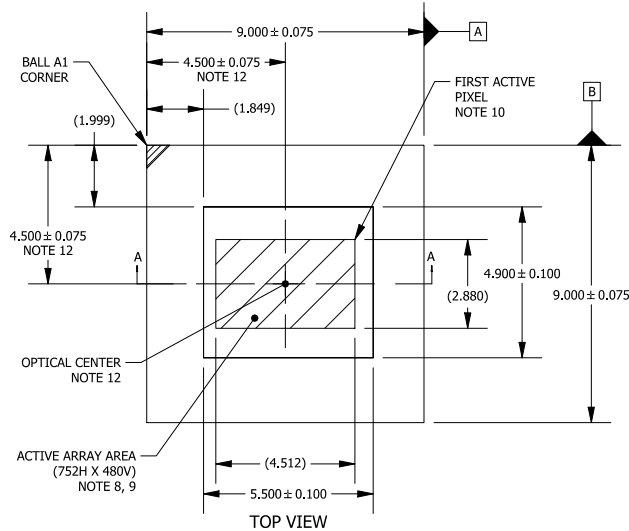 9.000 ± 0.075
A
BALL A1
CORNER
4.500 ± 0.075
NOTE 12
FIRST ACTIVE
PIXEL
NOTE 10
B
(1.999)
(1.849)
4.500 ± 0.075
NOTE 12
A
A
4.900 ± 0.100
(2.880)
9.000 ± 0.075
OPTICAL CENTER
NOTE 12
ACTIVE ARRAY AREA
(752H X 480V)
NOTE 8, 9
(4.512)
5.500 ± 0.100
TOP VIEW